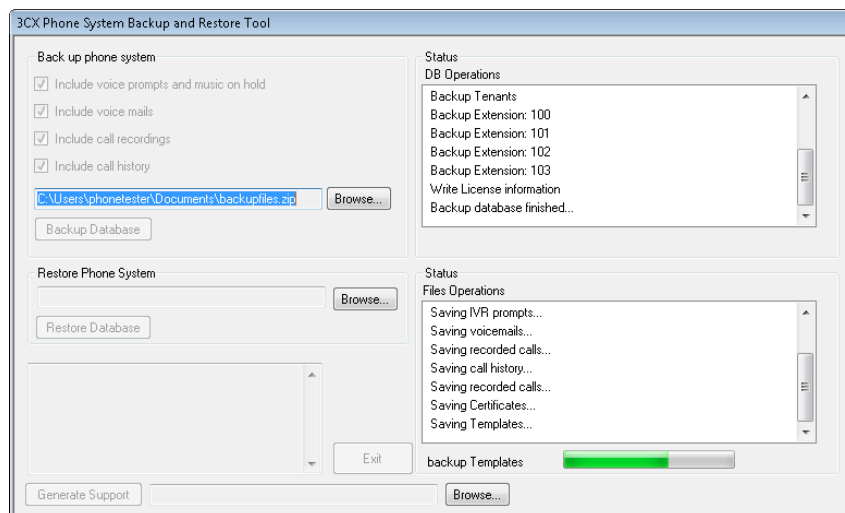 3CX Phone System Backup and Restore Tool
Back up phone system
Include voice prompts and music on hold
Include voice mails
Include call recordings
Include call history
C:\Users\phonetester\Documents\backupfiles.zip
Browse...
Backup Database
Status
DB Operations
Backup Tenants
Backup Extension: 100
Backup Extension: 101
Backup Extension: 102
Backup Extension: 103
Write License information
Backup database finished...
Restore Phone System
Browse...
Restore Database
Status
Files Operations
Saving IVR prompts...
Saving voicemails...
Saving recorded calls...
Saving call history...
Saving recorded calls...
Saving Certificates...
Saving Templates...
Exit
backup Templates
Generate Support
Browse...